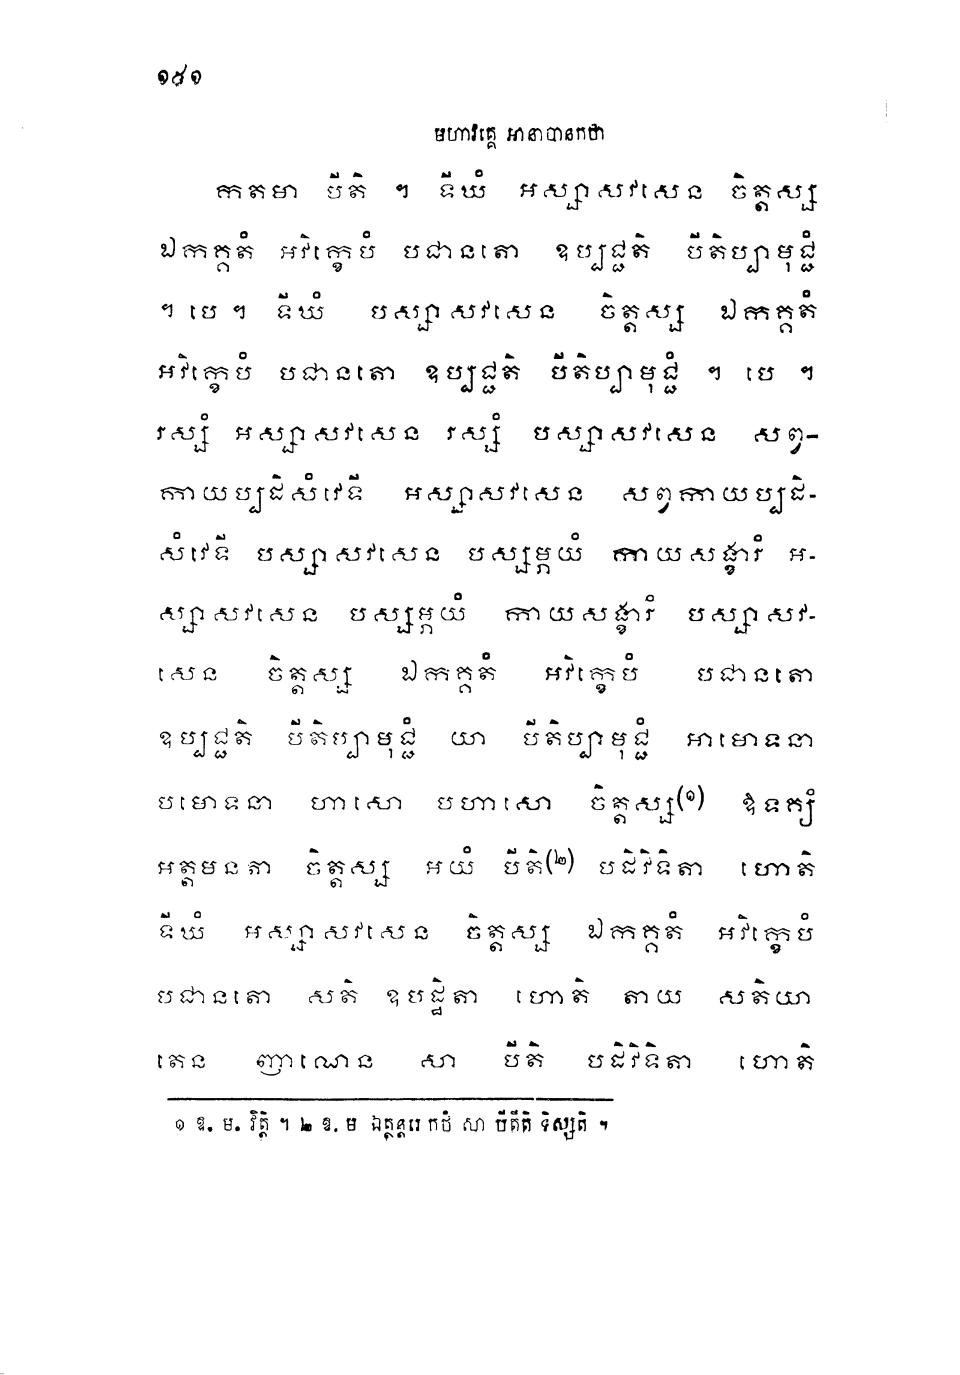 ១៨១
មហាវគ្គេ អានាបានកថា
កតមា បីតិ ។ ទីឃំ អស្សាសវសេន ចិត្តស្ស
ឯកគ្គតំ អវិក្ខេបំ បជានតោ ឧប្បជ្ជតិ បីតិប្បាមុជ្ជំ
។ បេ ។ ទីឃំ បស្សាសវសេន ចិត្តស្ស ឯកគ្គតំ
អវិក្ខេបំ បជានតោ ឧប្បជ្ជតិ បីតិប្បាមុជ្ជំ ។ បេ ។
រស្សំ អស្សាសវសេន រស្សំ បស្សាសវសេន សព្វ-
កាយប្បដិសំវេទី អស្សាសវសេន សព្វកាយប្បដិ-
សំវេទី បស្សាសវសេន បស្សម្ភយំ កាយសង្ខារំ អ-
ស្សាសវសេន បស្សម្ភយំ កាយសង្ខារំ បស្សាសវ-
សេន ចិត្តស្ស ឯកគ្គតំ អវិក្ខេបំ បជានតោ
ឧប្បជ្ជតិ បីតិប្បាមុជ្ជំ យា បីតិប្បាមុជ្ជំ អាមោទនា
បមោទនា ហាសោ បហាសោ ចិត្តស្ស(១) ឱទក្យំ
អត្តមនតា ចិត្តស្ស អយំ បីតិ(២) បដិវិទិតា ហោតិ
ទីឃំ អស្សាសវសេន ចិត្តស្ស ឯកគ្គតំ អវិក្ខេបំ
បជានតោ សតិ ឧបដ្ឋិតា ហោតិ តាយ សតិយា
តេន ញាណេន សា បីតិ បដិវិទិតា ហោតិ
១ ឱ. ម. វិត្តិ ។ ២ ឱ. ម ឯត្ថន្តរេ កថំ សា បីតីតិ ទិស្សតិ ។